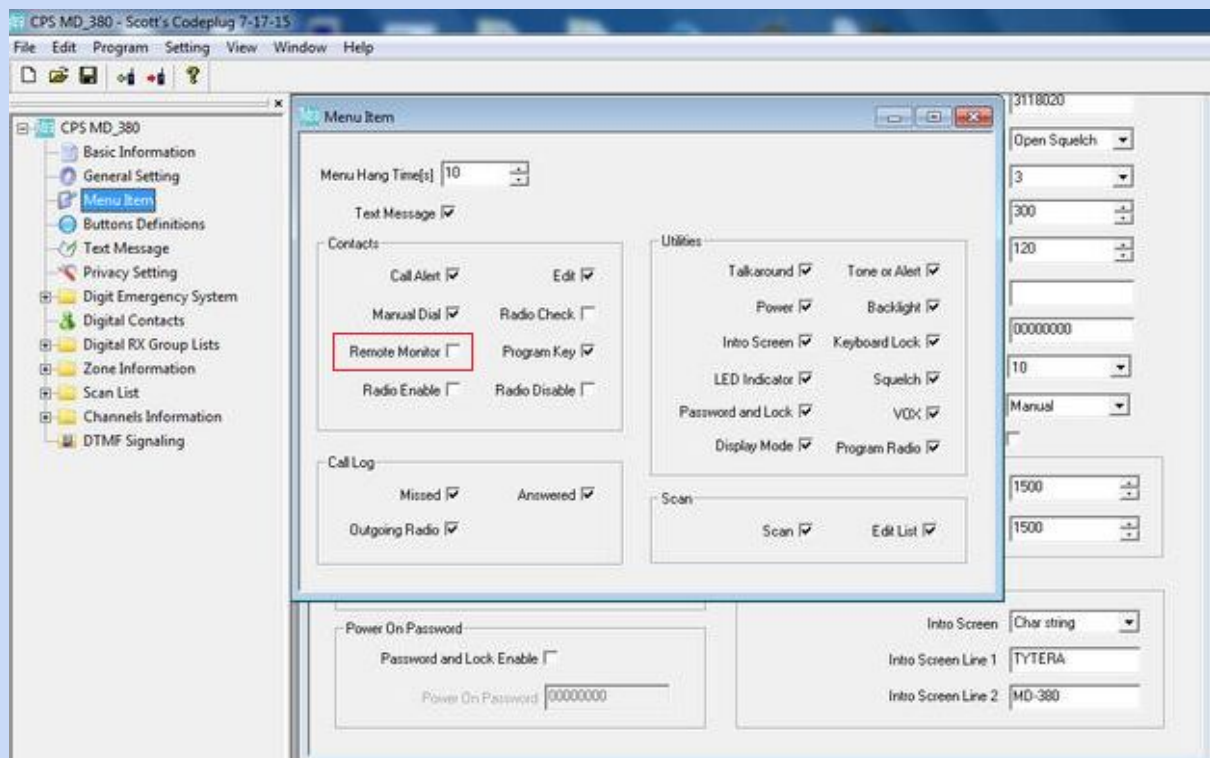 CPS MD_380 - Scott's Codeplug 7-17-15
File Edit Program Setting View Window Help
CPS MD_380
Basic Information
General Setting
Menu Item
Buttons Definitions
Text Message
Privacy Setting
Digit Emergency System
Digital Contacts
Digital RX Group Lists
Zone Information
Scan List
Channels Information
DTMF Signaling
Menu Item
Menu Hang Time[s] 10
Text Message
Contacts
Call Alert Edit
Manual Dial Radio Check
Remote Monitor Program Key
Radio Enable Radio Disable
Call Log
Missed Answered
Outgoing Radio
Utilities
Talkaround Tone or Alert
Power Backlight
Intro Screen Keyboard Lock
LED Indicator Squelch
Password and Lock VOX
Display Mode Program Radio
Scan
Scan Edit List
3118020
Open Squelch
3
300
120
00000000
10
Manual
1500
1500
Power On Password
Password and Lock Enable
Power On Password 00000000
Intro Screen Char string
Intro Screen Line 1 TYTERA
Intro Screen Line 2 MD-380